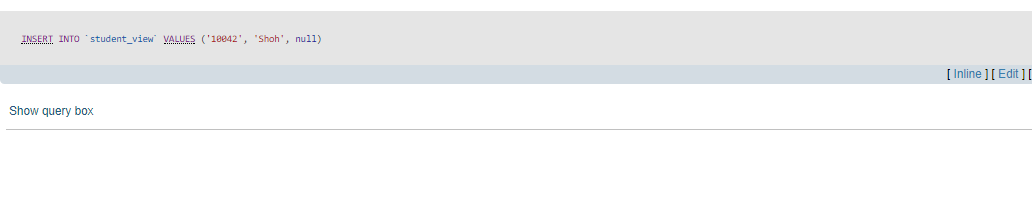 INSERT INTO `student_view` VALUES ('10042', 'Shoh', null)
[ Inline ] [ Edit ] [
Show query box